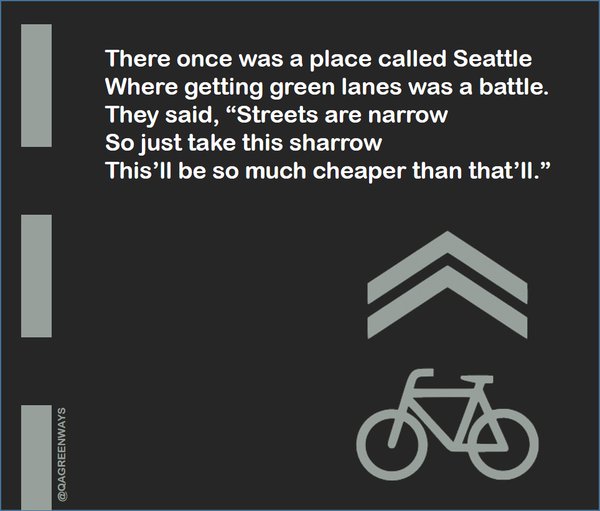 There once was a place called Seattle
Where getting green lanes was a battle.
They said, “Streets are narrow
So just take this sharrow
This’ll be so much cheaper than that’ll.”
@QAGREENWAYS